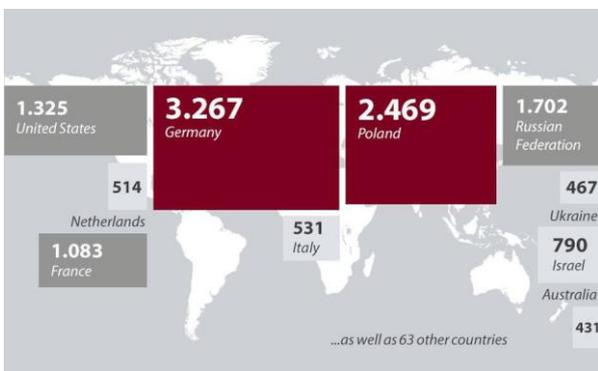 1.325
United States
3.267
Germany
2.469
Poland
1.702
Russian
Federation
514
Netherlands
531
Italy
467
Ukraine
1.083
France
790
Israel
Australia
431
...as well as 63 other countries